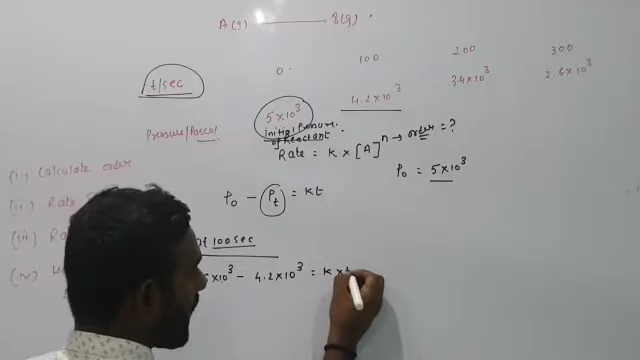 A(g) ——— B(g)
t/sec 0 100 200 300
Pressure/Pascal 5×10³ 4.2×10³ 3.4×10³ 2.6×10³
initial Pressure
of Reactant
Rate = k × [A]ⁿ → order = ?
P₀ = 5×10³
P₀ − Pₜ = kt
(i) Calculate order
(ii) Rate
(iii) Ra
(iv)
At 100 sec
5×10³ − 4.2×10³ = k ×